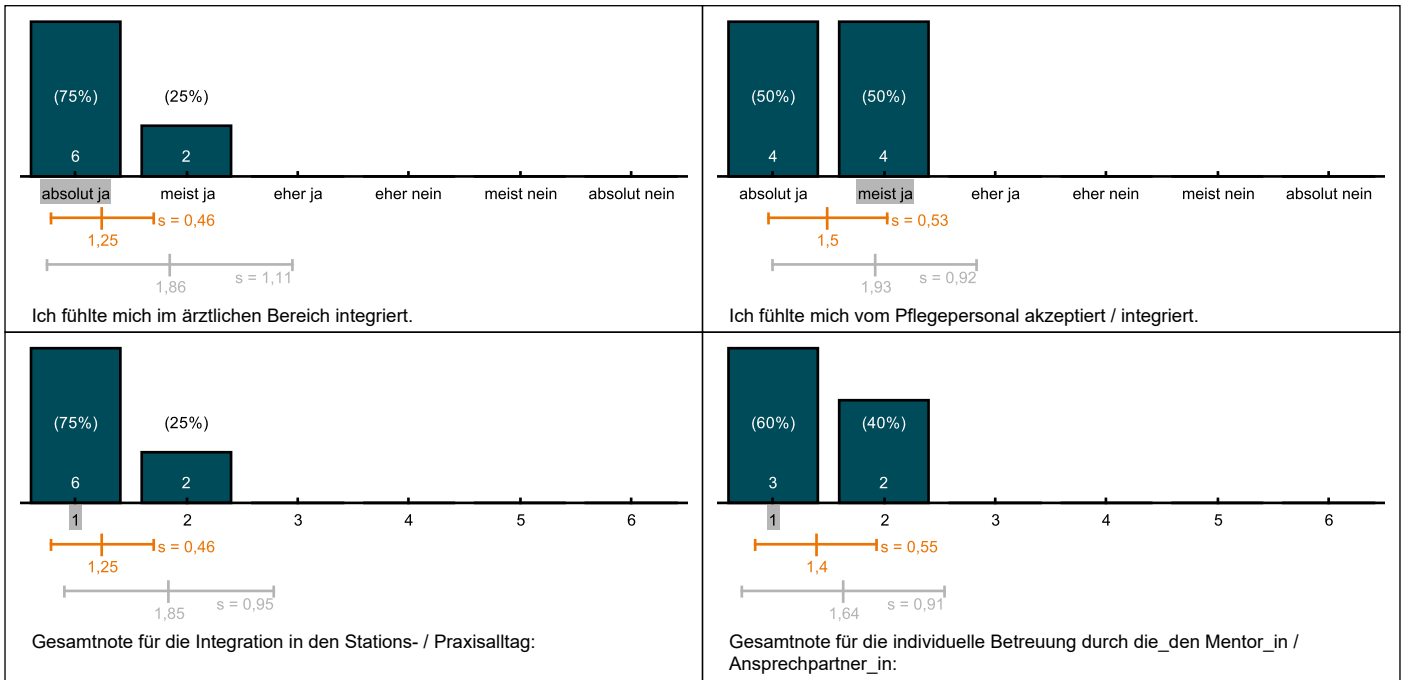 (75%)
(25%)
6
2
absolut ja
meist ja
eher ja
eher nein
meist nein
absolut nein
s = 0,46
1,25
s = 1,11
1,86
Ich fühlte mich im ärztlichen Bereich integriert.
(50%)
(50%)
4
4
absolut ja
meist ja
eher ja
eher nein
meist nein
absolut nein
s = 0,53
1,5
s = 0,92
1,93
Ich fühlte mich vom Pflegepersonal akzeptiert / integriert.
(75%)
(25%)
6
2
1
2
3
4
5
6
s = 0,46
1,25
s = 0,95
1,85
Gesamtnote für die Integration in den Stations- / Praxisalltag:
(60%)
(40%)
3
2
1
2
3
4
5
6
s = 0,55
1,4
s = 0,91
1,64
Gesamtnote für die individuelle Betreuung durch die_den Mentor_in /
Ansprechpartner_in: